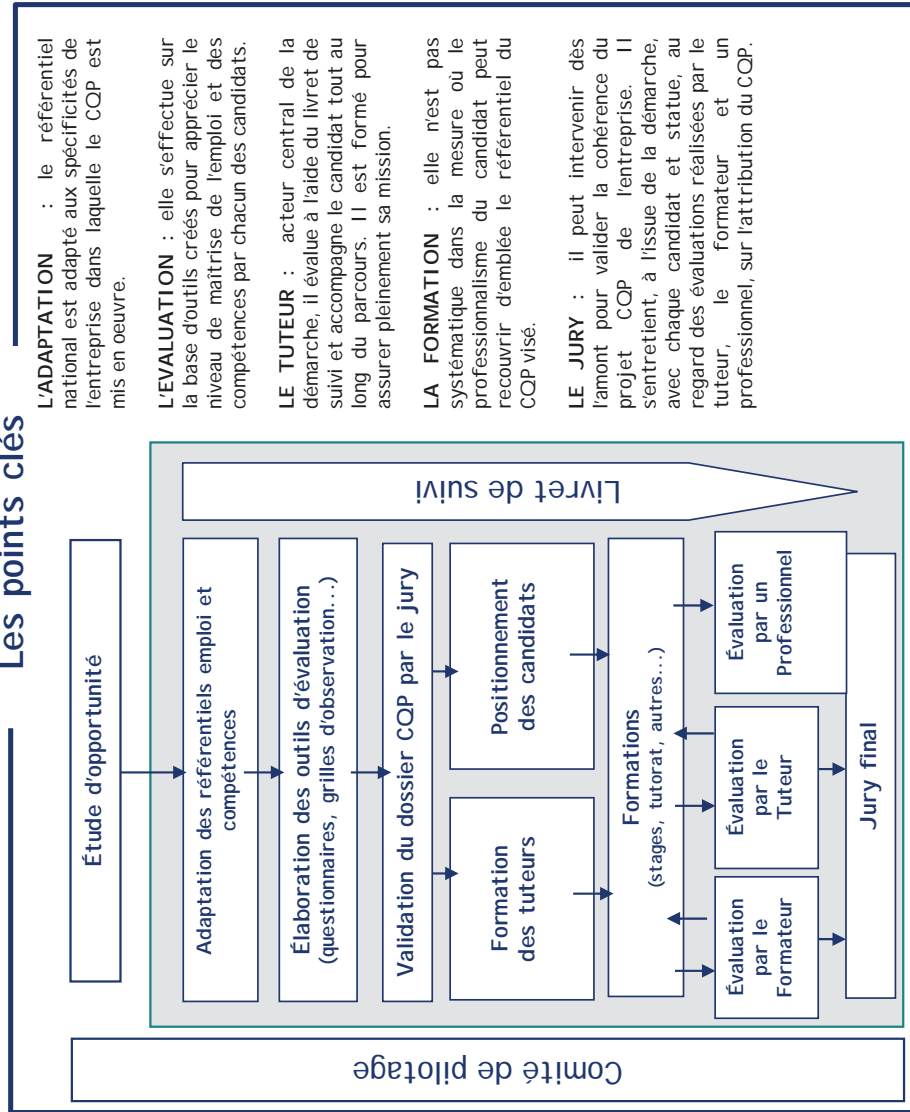 Les points clés
Comité de pilotage
Étude d'opportunité
Adaptation des référentiels emploi et
compétences
Élaboration des outils d'évaluation
(questionnaires, grilles d'observation...)
Validation du dossier CQP par le jury
Formation
des tuteurs
Positionnement
des candidats
Formations
(stages, tutorat, autres...)
Évaluation
par le
Formateur
Évaluation
par le
Tuteur
Évaluation
par un
Professionnel
Jury final
Livret de suivi
L'ADAPTATION : le référentiel
national est adapté aux spécificités de
l'entreprise dans laquelle le CQP est
mis en oeuvre.
L'EVALUATION : elle s'effectue sur
la base d'outils créés pour apprécier le
niveau de maîtrise de l'emploi et des
compétences par chacun des candidats.
LE TUTEUR : acteur central de la
démarche, il évalue à l'aide du livret de
suivi et accompagne le candidat tout au
long du parcours. Il est formé pour
assurer pleinement sa mission.
LA FORMATION : elle n'est pas
systématique dans la mesure où le
professionnalisme du candidat peut
recouvrir d'emblée le référentiel du
CQP visé.
LE JURY : il peut intervenir dès
l'amont pour valider la cohérence du
projet CQP de l'entreprise. Il
s'entretient, à l'issue de la démarche,
avec chaque candidat et statue, au
regard des évaluations réalisées par le
tuteur, le formateur et un
professionnel, sur l'attribution du CQP.